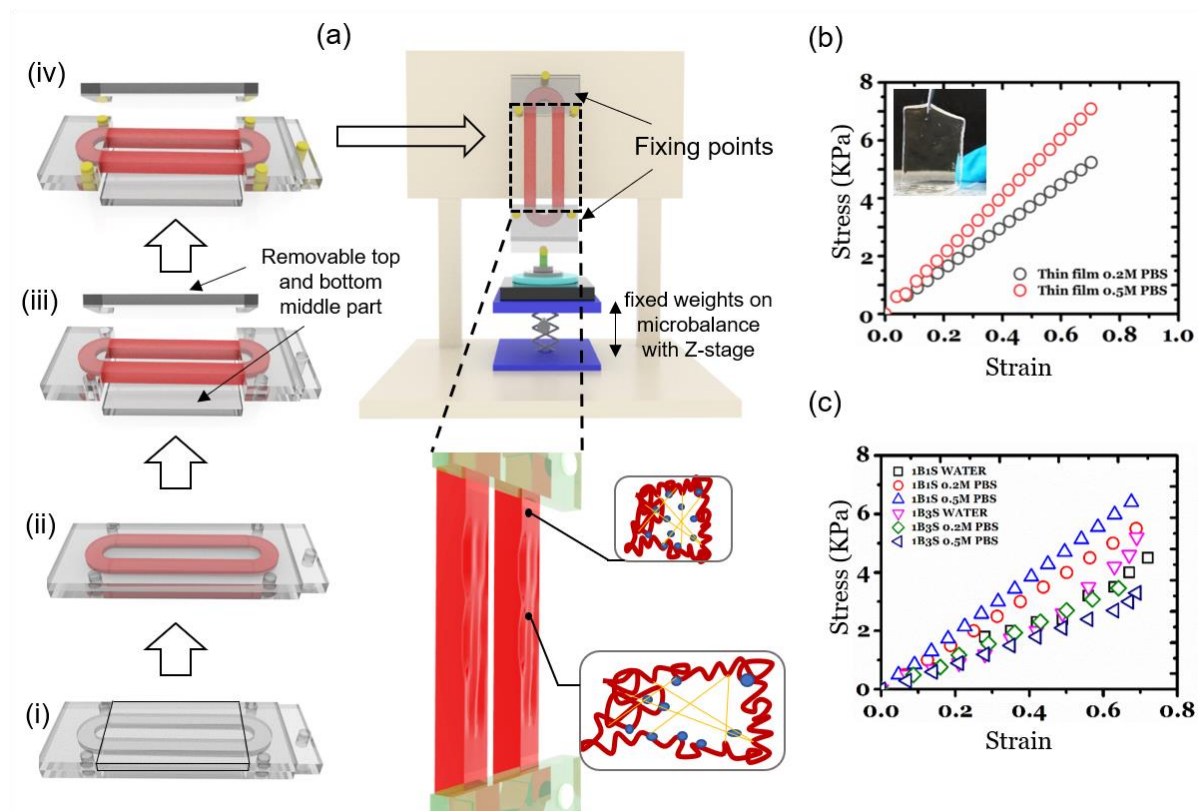 (a)
(iv)
Fixing points
Removable top
and bottom
middle part
(iii)
fixed weights on
microbalance
with Z-stage
(ii)
(i)
(b)
8
6
4
2
0
Stress (KPa)
Thin film 0.2M PBS
Thin film 0.5M PBS
0.0 0.2 0.4 0.6 0.8 1.0
Strain
(c)
8
6
4
2
0
Stress (KPa)
1B1S WATER
1B1S 0.2M PBS
1B1S 0.5M PBS
1B3S WATER
1B3S 0.2M PBS
1B3S 0.5M PBS
0.0 0.2 0.4 0.6 0.8
Strain